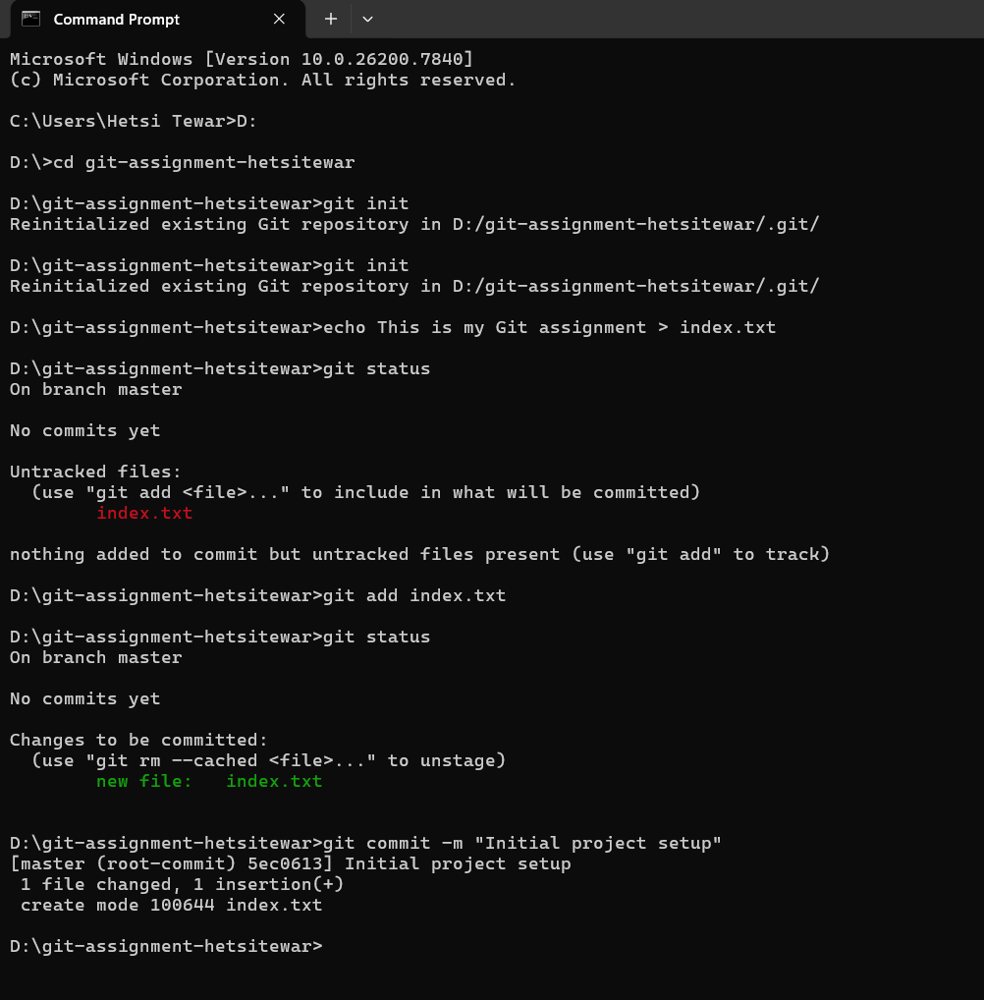 Command Prompt
Microsoft Windows [Version 10.0.26200.7840]
(c) Microsoft Corporation. All rights reserved.
C:\Users\Hetsi Tewar>D:
D:\>cd git-assignment-hetsitewar
D:\git-assignment-hetsitewar>git init
Reinitialized existing Git repository in D:/git-assignment-hetsitewar/.git/
D:\git-assignment-hetsitewar>git init
Reinitialized existing Git repository in D:/git-assignment-hetsitewar/.git/
D:\git-assignment-hetsitewar>echo This is my Git assignment > index.txt
D:\git-assignment-hetsitewar>git status
On branch master
No commits yet
Untracked files:
  (use "git add <file>..." to include in what will be committed)
        index.txt
nothing added to commit but untracked files present (use "git add" to track)
D:\git-assignment-hetsitewar>git add index.txt
D:\git-assignment-hetsitewar>git status
On branch master
No commits yet
Changes to be committed:
  (use "git rm --cached <file>..." to unstage)
        new file:   index.txt
D:\git-assignment-hetsitewar>git commit -m "Initial project setup"
[master (root-commit) 5ec0613] Initial project setup
 1 file changed, 1 insertion(+)
 create mode 100644 index.txt
D:\git-assignment-hetsitewar>